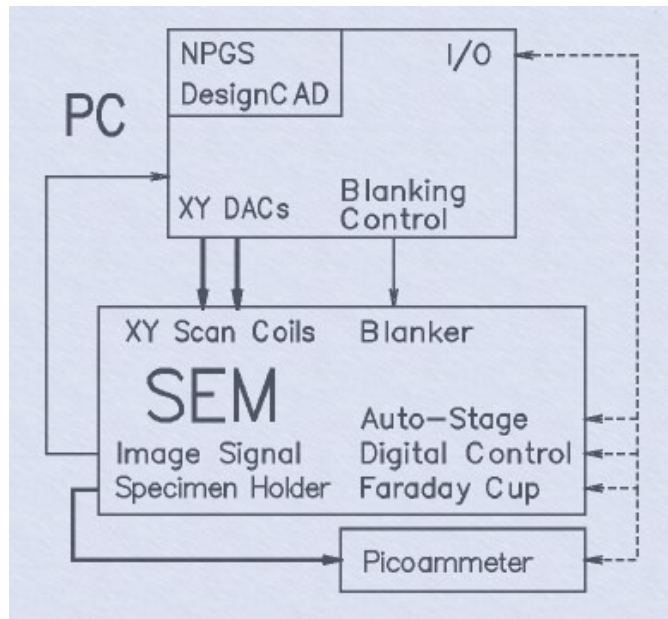 NPGS
DesignCAD
I/O
PC
XY DACs
Blanking
Control
XY Scan Coils
Blanker
SEM
Auto-Stage
Image Signal
Digital Control
Specimen Holder
Faraday Cup
Picoammeter